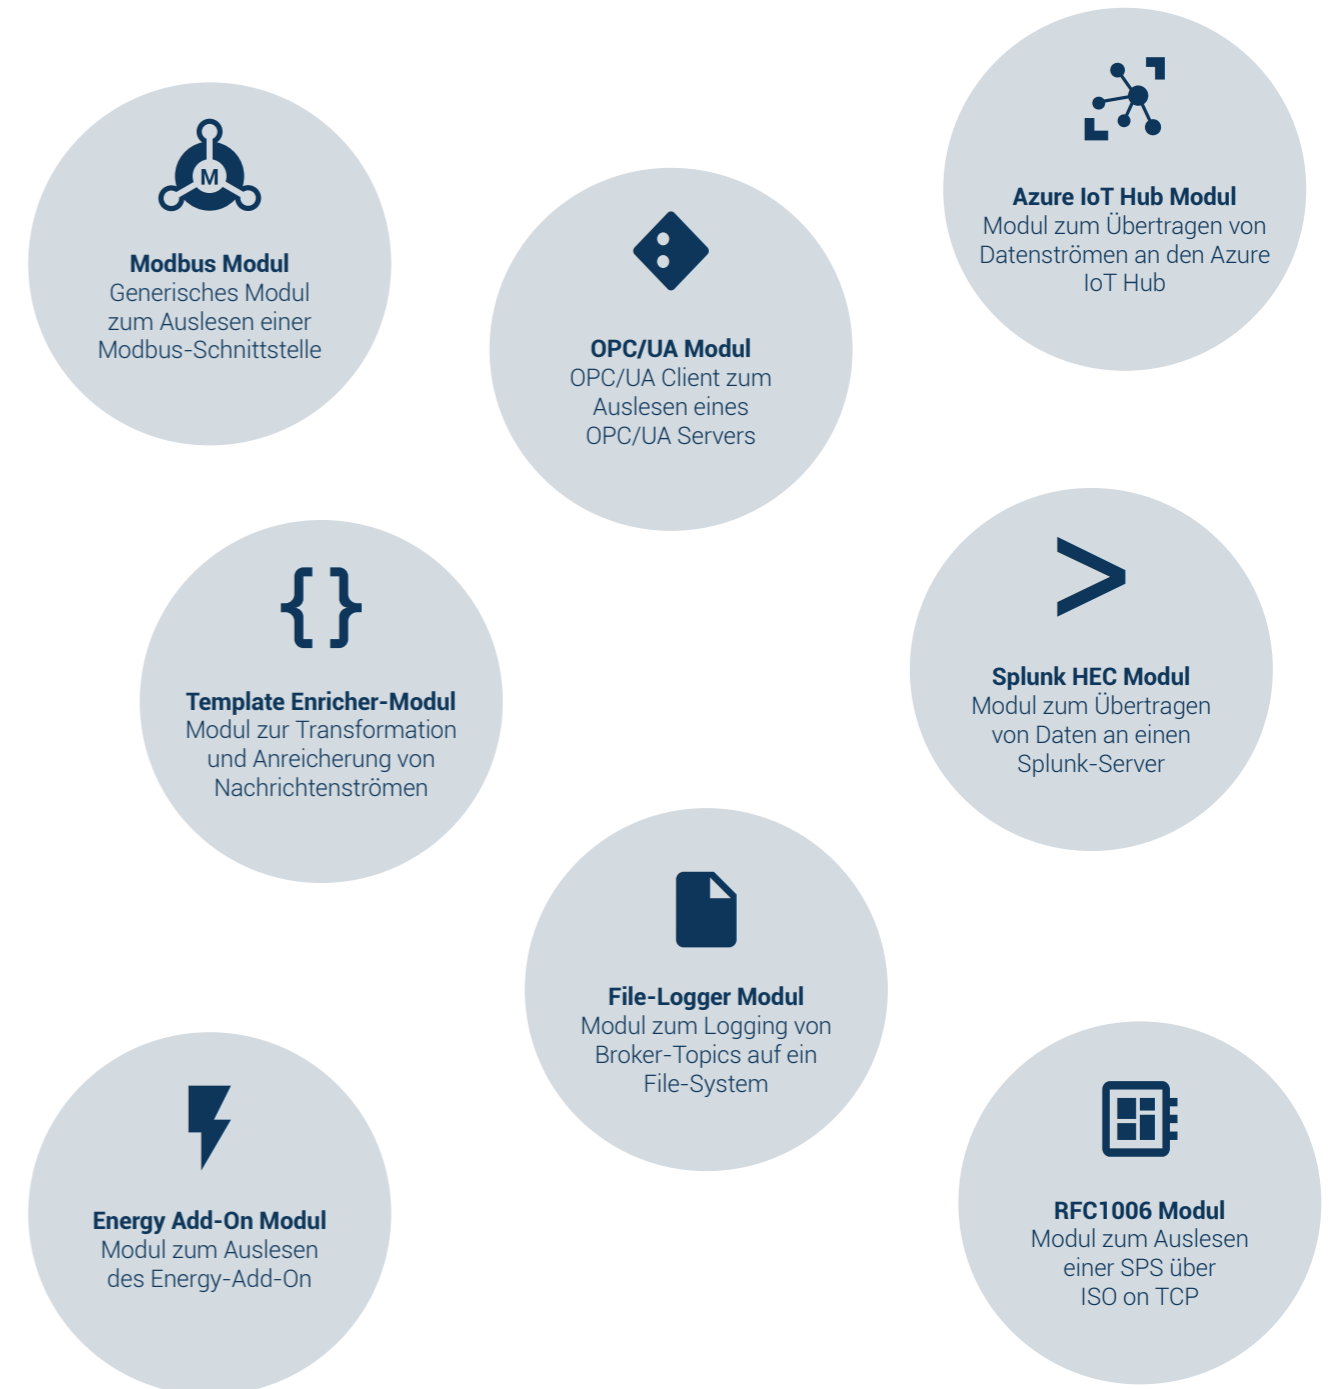 M
Modbus Modul
Generisches Modul
zum Auslesen einer
Modbus-Schnittstelle
OPC/UA Modul
OPC/UA Client zum
Auslesen eines
OPC/UA Servers
Azure IoT Hub Modul
Modul zum Übertragen von
Datenströmen an den Azure
IoT Hub
{}
Template Enricher-Modul
Modul zur Transformation
und Anreicherung von
Nachrichtenströmen
>
Splunk HEC Modul
Modul zum Übertragen
von Daten an einen
Splunk-Server
File-Logger Modul
Modul zum Logging von
Broker-Topics auf ein
File-System
Energy Add-On Modul
Modul zum Auslesen
des Energy-Add-On
RFC1006 Modul
Modul zum Auslesen
einer SPS über
ISO on TCP